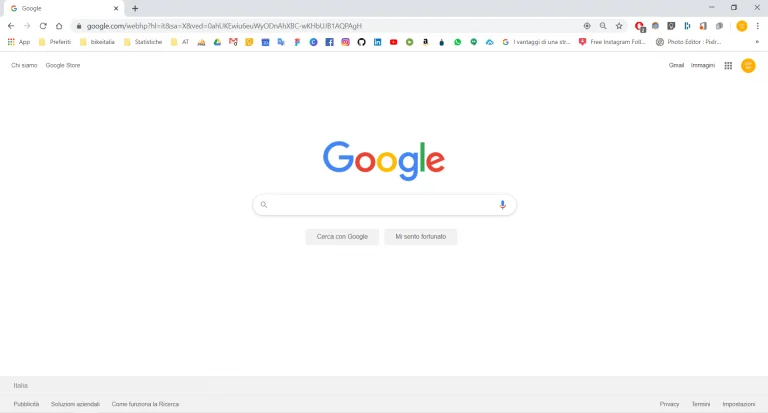 Google
google.com/webhp?hl=it&sa=X&ved=0ahUKEwiu6euWyODnAhXBC-wKHbUIB1AQPAgH
App Preferiti bikeitalia Statistiche AT I vantaggi di una str... Free Instagram Foll... Photo Editor : Pixlr... »
Chi siamo Google Store Gmail Immagini
Google
Cerca con Google Mi sento fortunato
Italia
Pubblicità Soluzioni aziendali Come funziona la Ricerca Privacy Termini Impostazioni